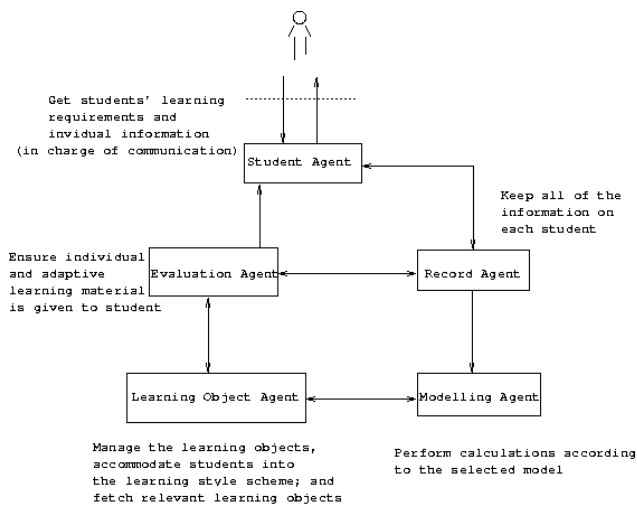 Get students' learning
requirements and
invidual information
(in charge of communication)
Student Agent
Keep all of the
information on
each student
Ensure individual
and adaptive
learning material
is given to student
Evaluation Agent
Record Agent
Learning Object Agent
Modelling Agent
Manage the learning objects,
accommodate students into
the learning style scheme; and
fetch relevant learning objects
Perform calculations according
to the selected model